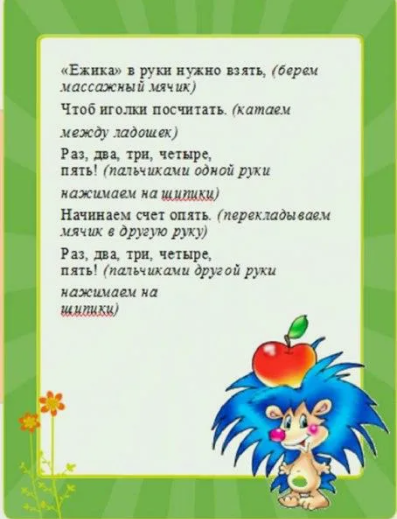 «Ежика» в руки нужно взять, (берем
массажный мячик)
Чтоб иголки посчитать. (катаем
между ладошек)
Раз, два, три, четыре,
пять! (пальчиками одной руки
нажимаем на шипики)
Начинаем счет опять. (перекладываем
мячик в другую руку)
Раз, два, три, четыре,
пять! (пальчиками другой руки
нажимаем на
шипики)